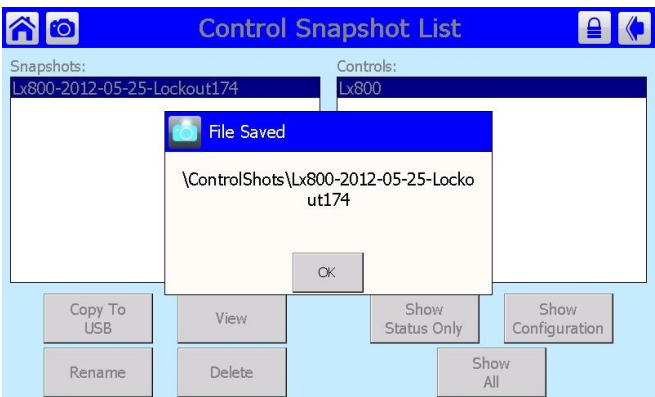 Control Snapshot List
Snapshots:
Controls:
Lx800-2012-05-25-Lockout174
Lx800
File Saved
\ControlShots\Lx800-2012-05-25-Locko
ut174
OK
Copy To
USB
View
Show
Status Only
Show
Configuration
Rename
Delete
Show
All